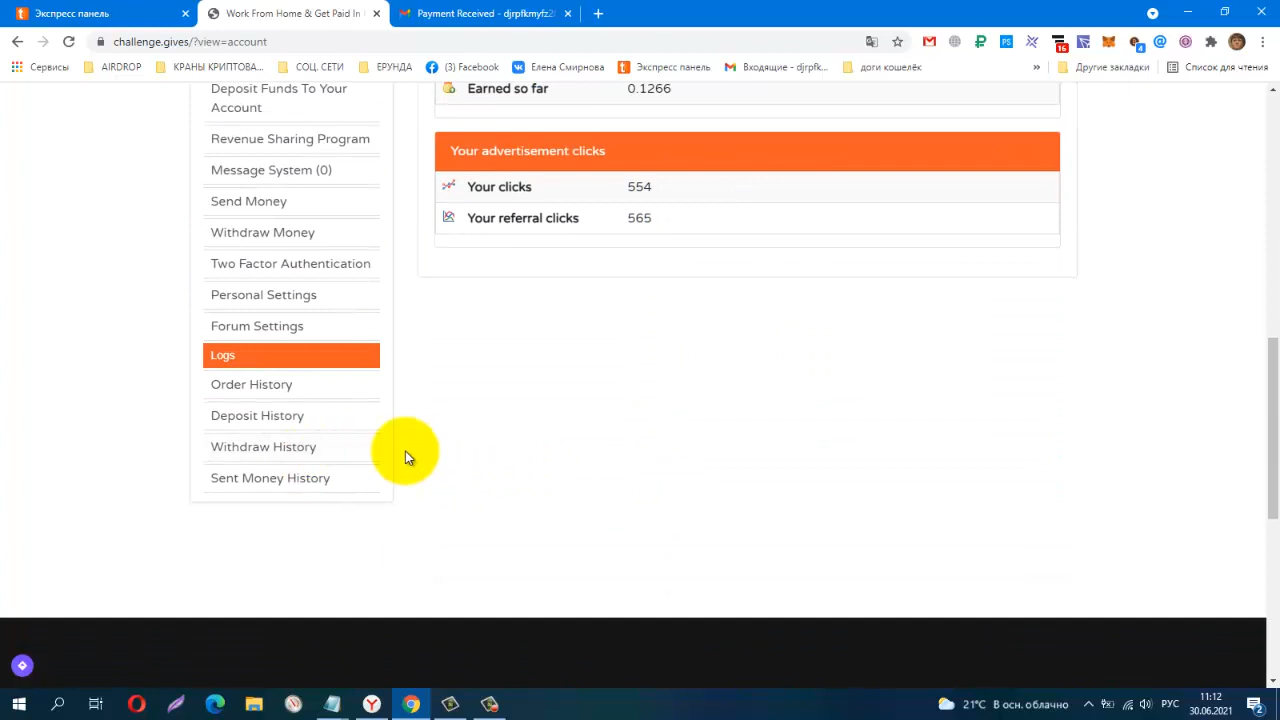 Экспресс панель
Work From Home & Get Paid In
Payment Received - djrpfkmyfz2
challenge.gives/?view=account
16
4
Сервисы
AIRDROP
КРАНЫ КРИПТОВА...
СОЦ. СЕТИ
ЕРУНДА
(3) Facebook
Елена Смирнова
Экспресс панель
Входящие - djrpfk...
доги кошелёк
»
Другие закладки
Список для чтения
Deposit Funds To Your
Account
Revenue Sharing Program
Message System (0)
Send Money
Withdraw Money
Two Factor Authentication
Personal Settings
Forum Settings
Logs
Order History
Deposit History
Withdraw History
Sent Money History
Earned so far 0.1266
Your advertisement clicks
Your clicks 554
Your referral clicks 565
21°C В осн. облачно
РУС
11:12
30.06.2021
2